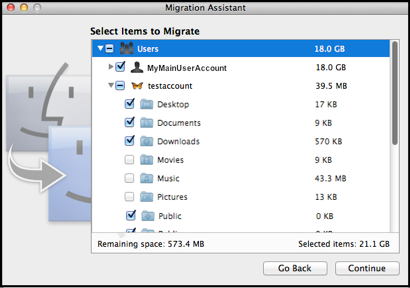 Migration Assistant
Select Items to Migrate
Users 18.0 GB
MyMainUserAccount 18.0 GB
testaccount 39.5 MB
Desktop 17 KB
Documents 9 KB
Downloads 570 KB
Movies 9 KB
Music 43.3 MB
Pictures 13 KB
Public 0 KB
Remaining space: 573.4 MB Selected items: 21.1 GB
Go Back Continue